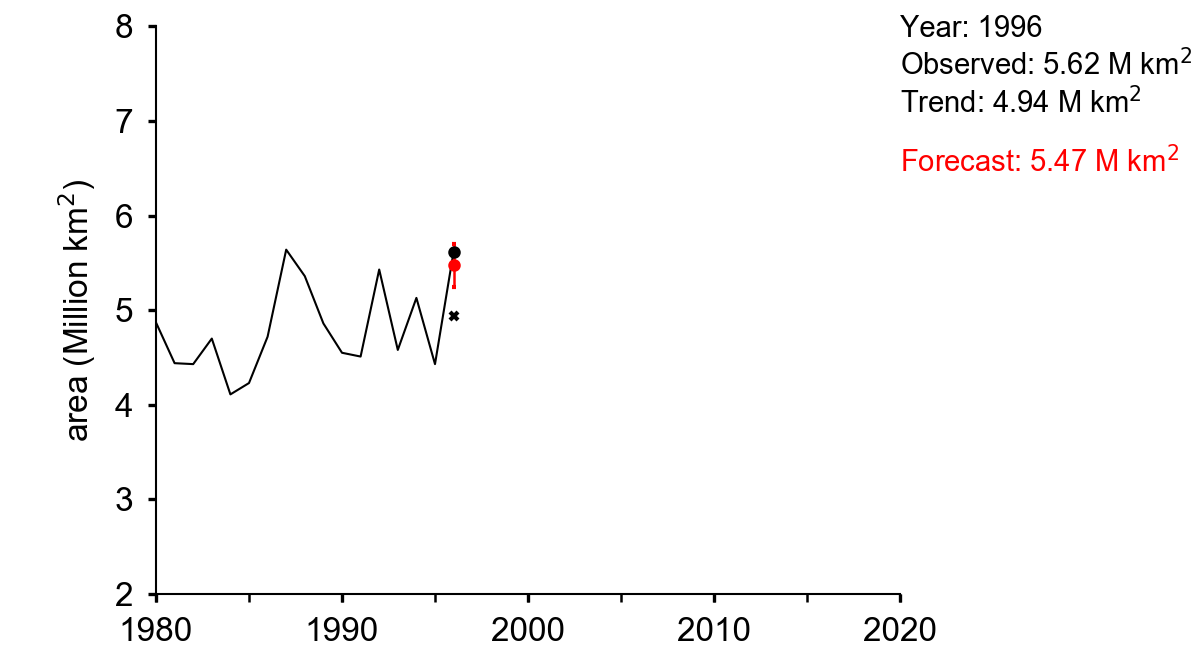 Year: 1996
Observed: 5.62 M km²
Trend: 4.94 M km²
Forecast: 5.47 M km²
area (Million km²)
8
7
6
5
4
3
2
1980 1990 2000 2010 2020